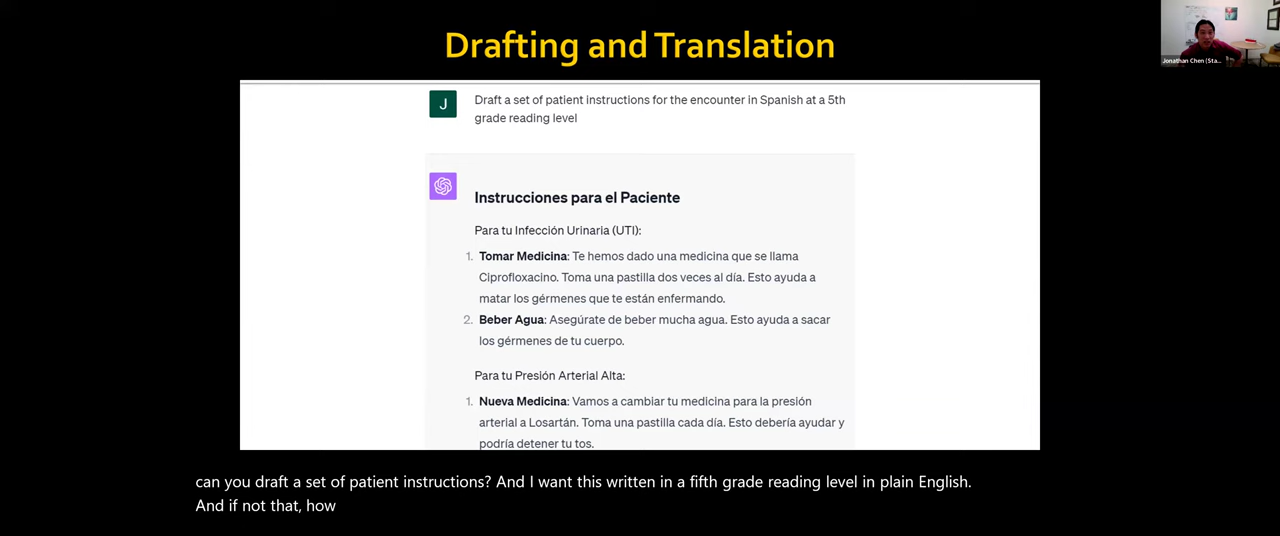 Drafting and Translation
Jonathan Chen (Sta...
J
Draft a set of patient instructions for the encounter in Spanish at a 5th
grade reading level
Instrucciones para el Paciente
Para tu Infección Urinaria (UTI):
1. Tomar Medicina: Te hemos dado una medicina que se llama
Ciprofloxacino. Toma una pastilla dos veces al día. Esto ayuda a
matar los gérmenes que te están enfermando.
2. Beber Agua: Asegúrate de beber mucha agua. Esto ayuda a sacar
los gérmenes de tu cuerpo.
Para tu Presión Arterial Alta:
1. Nueva Medicina: Vamos a cambiar tu medicina para la presión
arterial a Losartán. Toma una pastilla cada día. Esto debería ayudar y
podría detener tu tos.
can you draft a set of patient instructions? And I want this written in a fifth grade reading level in plain English.
And if not that, how